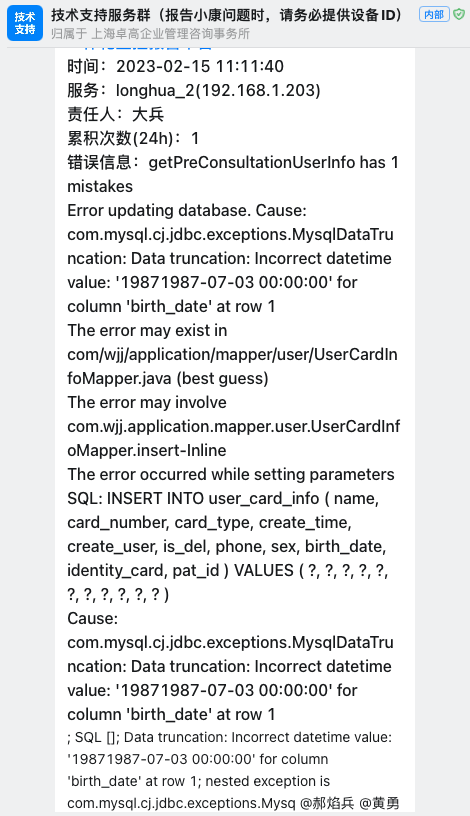 技术
支持
技术支持服务群（报告小康问题时，请务必提供设备ID）
内部
归属于 上海卓高企业管理咨询事务所
时间：2023-02-15 11:11:40
服务：longhua_2(192.168.1.203)
责任人：大兵
累积次数(24h)：1
错误信息：getPreConsultationUserInfo has 1
mistakes
Error updating database. Cause:
com.mysql.cj.jdbc.exceptions.MysqlDataTru
ncation: Data truncation: Incorrect datetime
value: '19871987-07-03 00:00:00' for
column 'birth_date' at row 1
The error may exist in
com/wjj/application/mapper/user/UserCardIn
foMapper.java (best guess)
The error may involve
com.wjj.application.mapper.user.UserCardInf
oMapper.insert-Inline
The error occurred while setting parameters
SQL: INSERT INTO user_card_info ( name,
card_number, card_type, create_time,
create_user, is_del, phone, sex, birth_date,
identity_card, pat_id ) VALUES ( ?, ?, ?, ?, ?,
?, ?, ?, ?, ?, ? )
Cause:
com.mysql.cj.jdbc.exceptions.MysqlDataTru
ncation: Data truncation: Incorrect datetime
value: '19871987-07-03 00:00:00' for
column 'birth_date' at row 1
; SQL []; Data truncation: Incorrect datetime value:
'19871987-07-03 00:00:00' for column
'birth_date' at row 1; nested exception is
com.mysql.cj.jdbc.exceptions.Mysq @郝焰兵 @黄勇